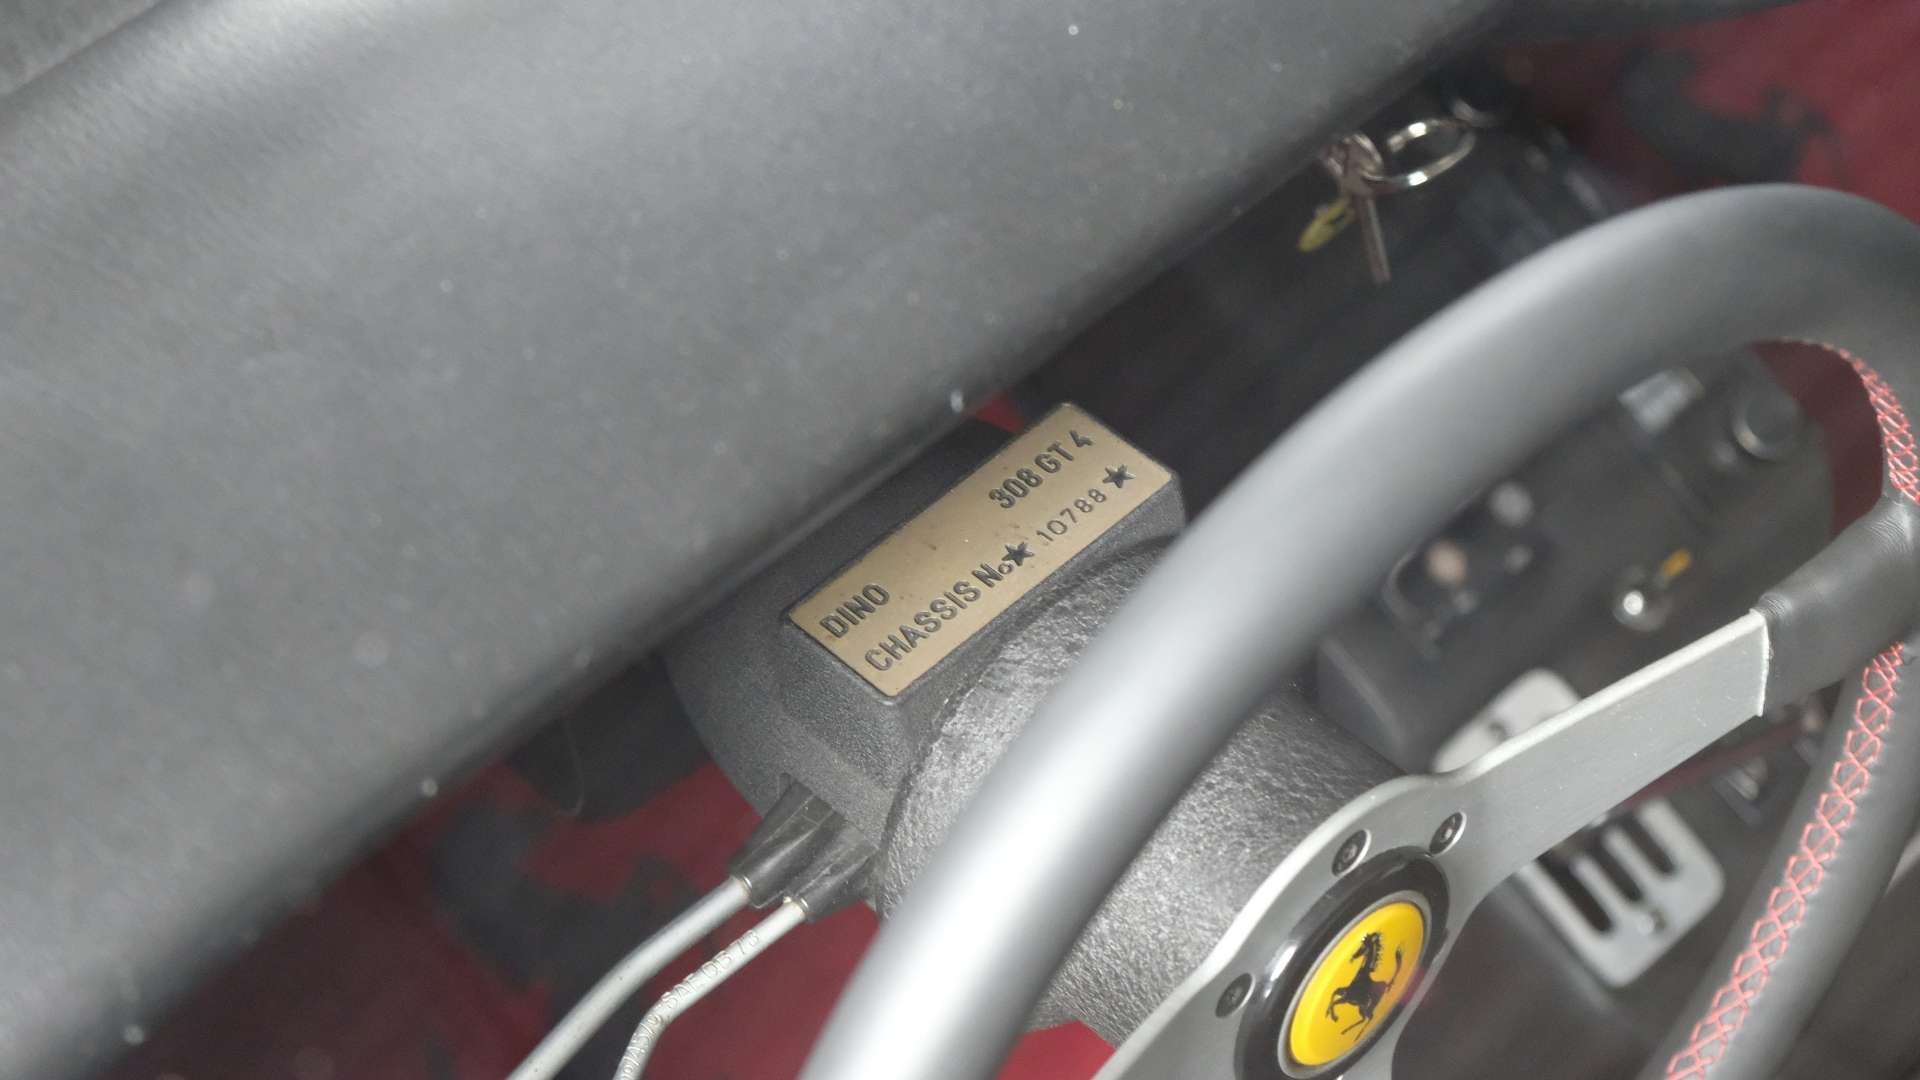 DINO 308 GT 4
CHASSIS No★ 10788 ★